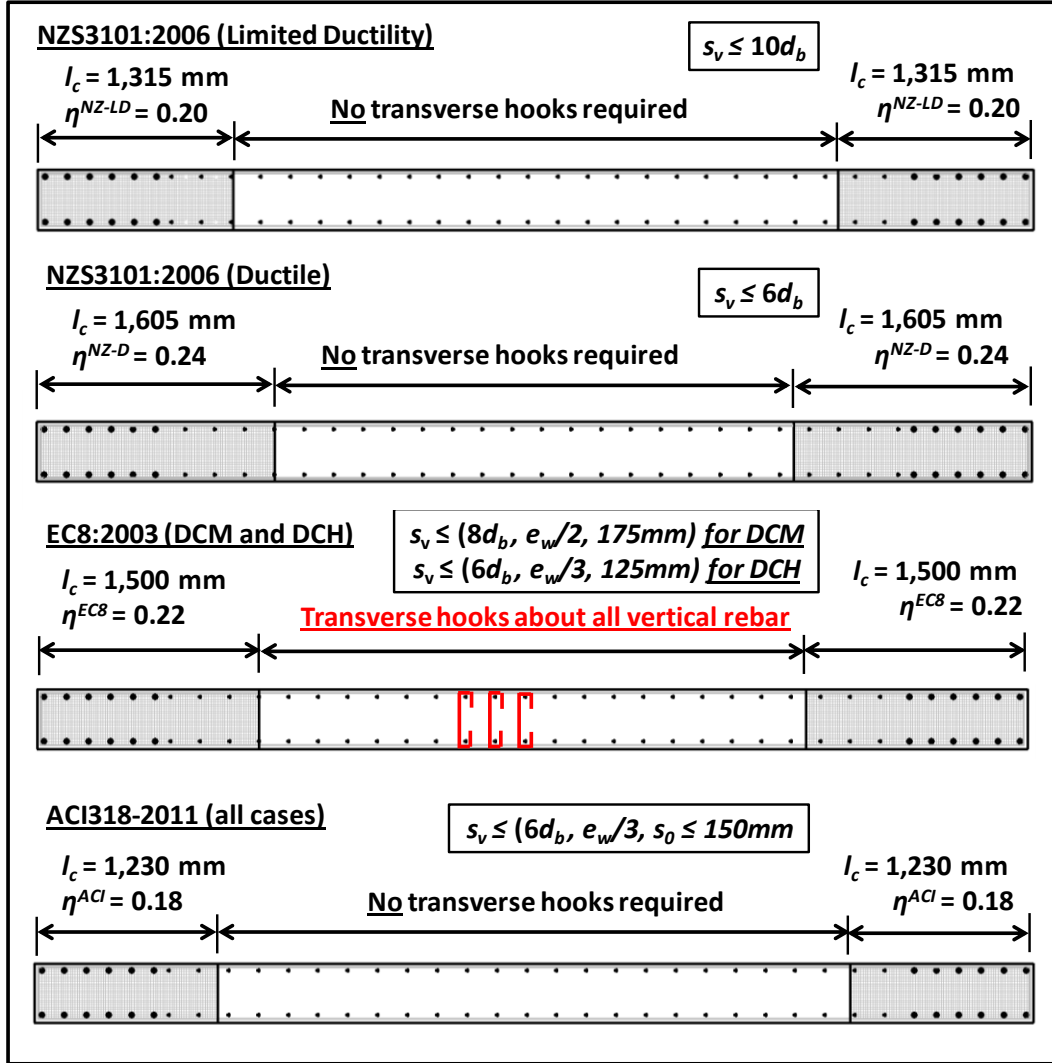 NZS3101:2006 (Limited Ductility)
s_v ≤ 10d_b
l_c = 1,315 mm
η^NZ-LD = 0.20
No transverse hooks required
l_c = 1,315 mm
η^NZ-LD = 0.20
NZS3101:2006 (Ductile)
s_v ≤ 6d_b
l_c = 1,605 mm
η^NZ-D = 0.24
No transverse hooks required
l_c = 1,605 mm
η^NZ-D = 0.24
EC8:2003 (DCM and DCH)
s_v ≤ (8d_b, e_w/2, 175mm) for DCM
s_v ≤ (6d_b, e_w/3, 125mm) for DCH
l_c = 1,500 mm
η^EC8 = 0.22
Transverse hooks about all vertical rebar
l_c = 1,500 mm
η^EC8 = 0.22
ACI318-2011 (all cases)
s_v ≤ (6d_b, e_w/3, s_0 ≤ 150mm
l_c = 1,230 mm
η^ACI = 0.18
No transverse hooks required
l_c = 1,230 mm
η^ACI = 0.18